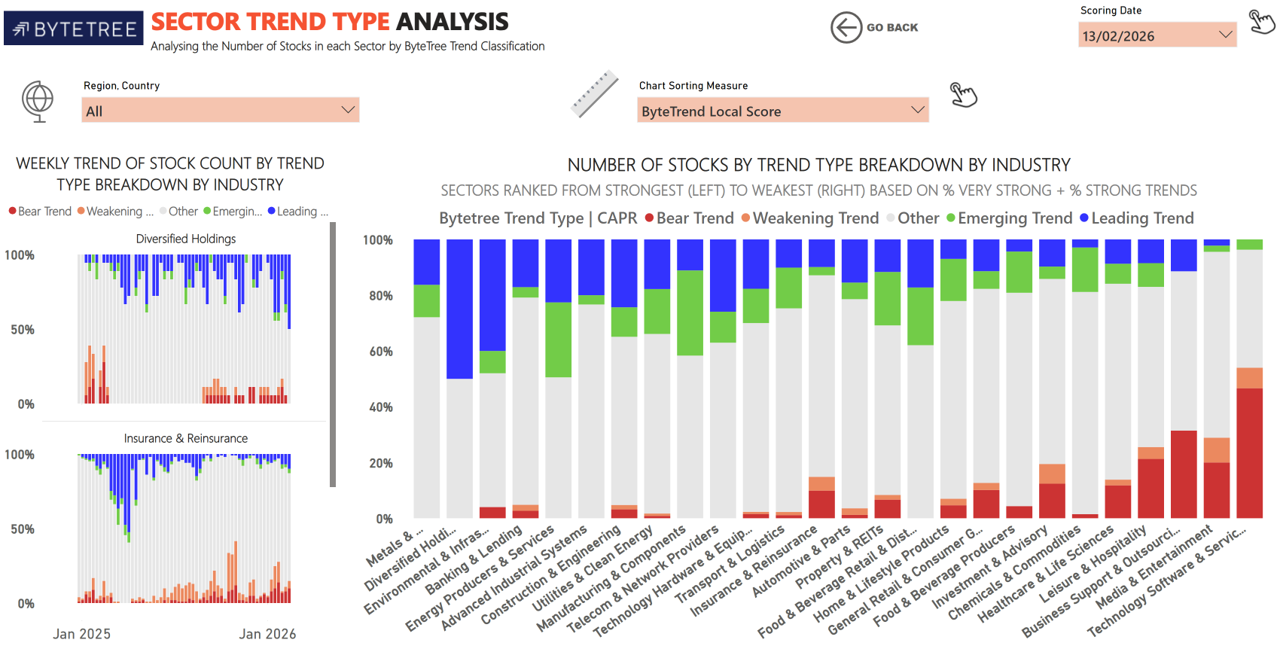 BYTETREE
SECTOR TREND TYPE ANALYSIS
Analysing the Number of Stocks in each Sector by ByteTree Trend Classification
GO BACK
Scoring Date
13/02/2026
Region, Country
All
Chart Sorting Measure
ByteTrend Local Score
WEEKLY TREND OF STOCK COUNT BY TREND
TYPE BREAKDOWN BY INDUSTRY
Bear Trend Weakening ... Other Emergin... Leading ...
Diversified Holdings
100%
50%
0%
Insurance & Reinsurance
100%
50%
0%
Jan 2025 Jan 2026
NUMBER OF STOCKS BY TREND TYPE BREAKDOWN BY INDUSTRY
SECTORS RANKED FROM STRONGEST (LEFT) TO WEAKEST (RIGHT) BASED ON % VERY STRONG + % STRONG TRENDS
Bytetree Trend Type | CAPR Bear Trend Weakening Trend Other Emerging Trend Leading Trend
100%
80%
60%
40%
20%
0%
Metals & ...
Diversified Holdi...
Environmental & Infras...
Banking & Lending
Energy Producers & Services
Advanced Industrial Systems
Construction & Engineering
Utilities & Clean Energy
Manufacturing & Components
Telecom & Network Providers
Technology Hardware & Equip...
Transport & Logistics
Insurance & Reinsurance
Automotive & Parts
Property & REITs
Food & Beverage Retail & Dist...
Home & Lifestyle Products
General Retail & Consumer G...
Food & Beverage Producers
Investment & Advisory
Chemicals & Commodities
Healthcare & Life Sciences
Leisure & Hospitality
Business Support & Outsourci...
Media & Entertainment
Technology Software & Servic...